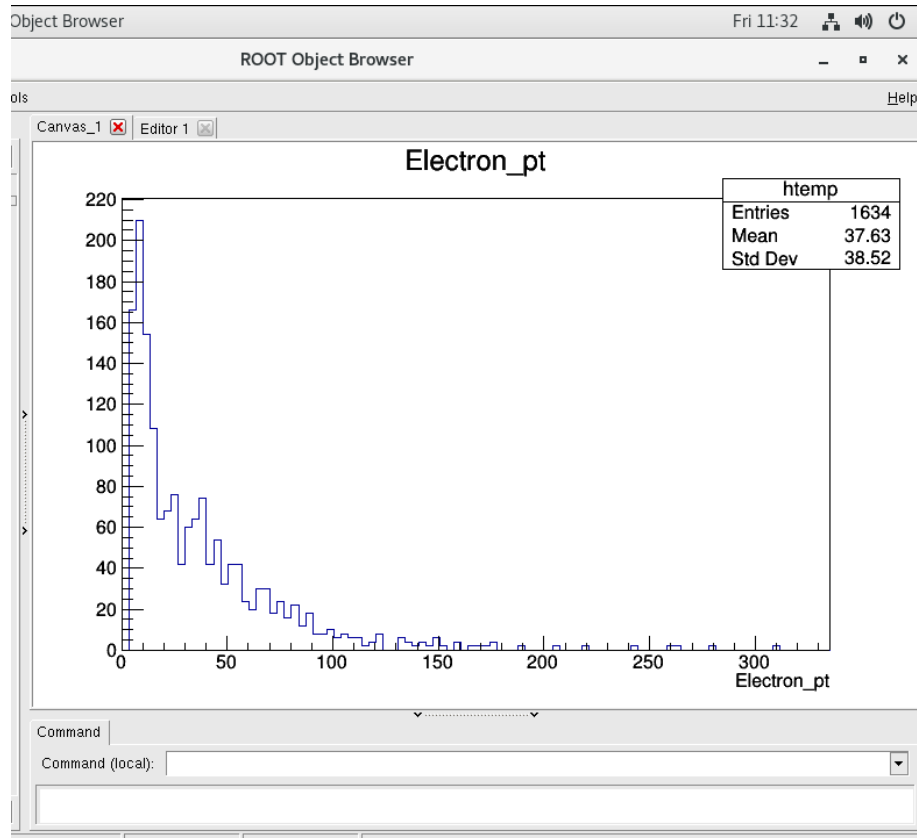 Object Browser
Fri 11:32
ROOT Object Browser
ols
Help
Canvas_1
Editor 1
Electron_pt
htemp
Entries 1634
Mean 37.63
Std Dev 38.52
220
200
180
160
140
120
100
80
60
40
20
0
0 50 100 150 200 250 300
Electron_pt
Command
Command (local):